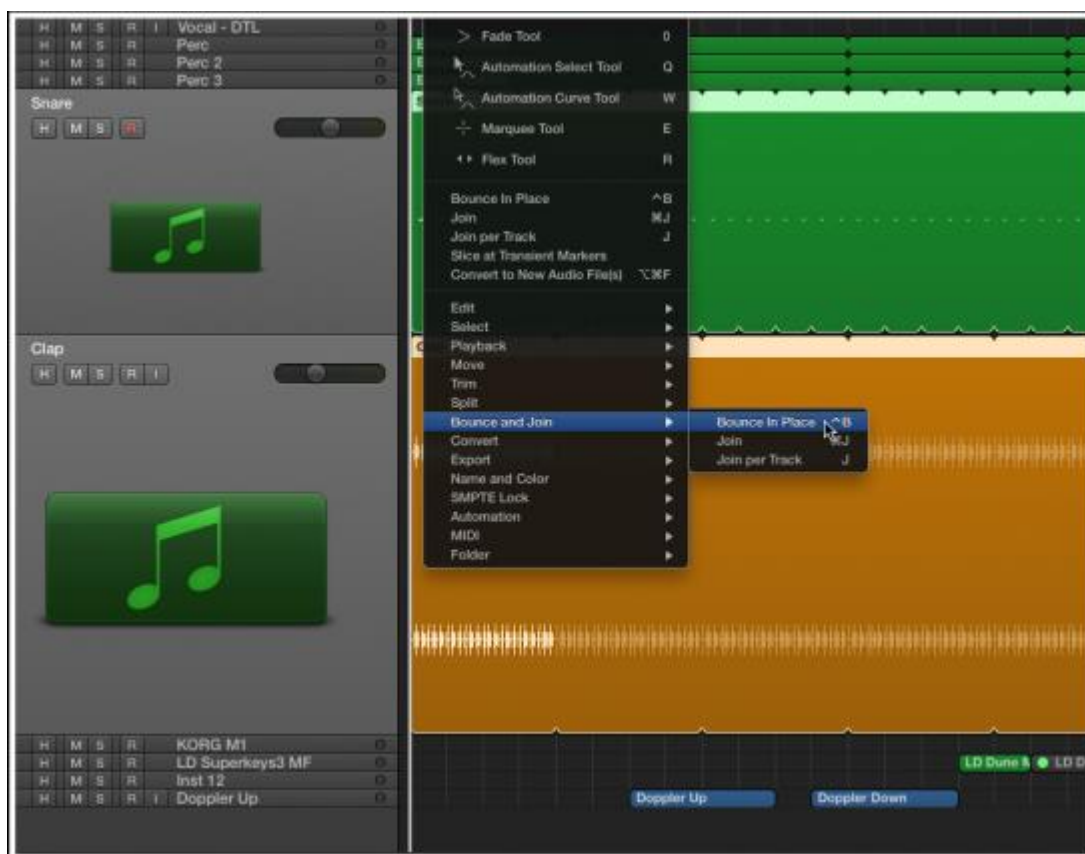 H M S R I Vocal - DTL
H M S R Perc
H M S R Perc 2
H M S R Perc 3
Snare
H M S R
Clap
H M S R I
H M S R KORG M1
H M S R LD Superkeys3 MF
H M S R Inst 12
H M S R I Doppler Up
Fade Tool 0
Automation Select Tool Q
Automation Curve Tool W
Marquee Tool E
Flex Tool R
Bounce In Place ^B
Join ⌘J
Join per Track J
Slice at Transient Markers
Convert to New Audio File(s) ⌥⌘F
Edit
Select
Playback
Move
Trim
Split
Bounce and Join
Convert
Export
Name and Color
SMPTE Lock
Automation
MIDI
Folder
Bounce In Place ^B
Join ⌘J
Join per Track J
LD Dune M LD D
Doppler Up Doppler Down